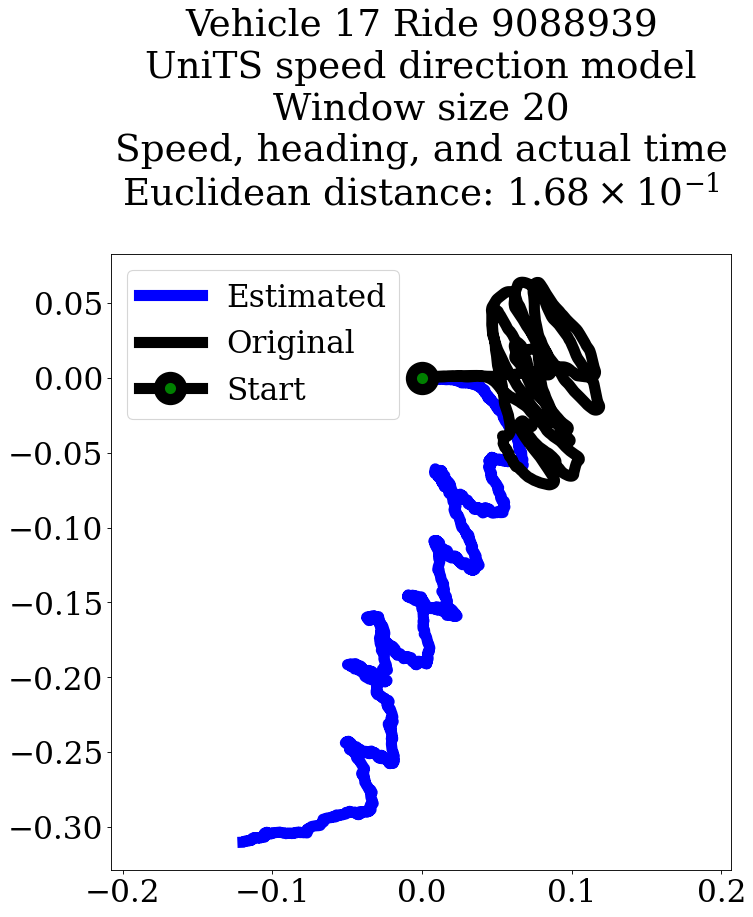 Vehicle 17 Ride 9088939
UniTS speed direction model
Window size 20
Speed, heading, and actual time
Euclidean distance: 1.68 × 10⁻¹
Estimated
Original
Start
0.05
0.00
−0.05
−0.10
−0.15
−0.20
−0.25
−0.30
−0.2 −0.1 0.0 0.1 0.2